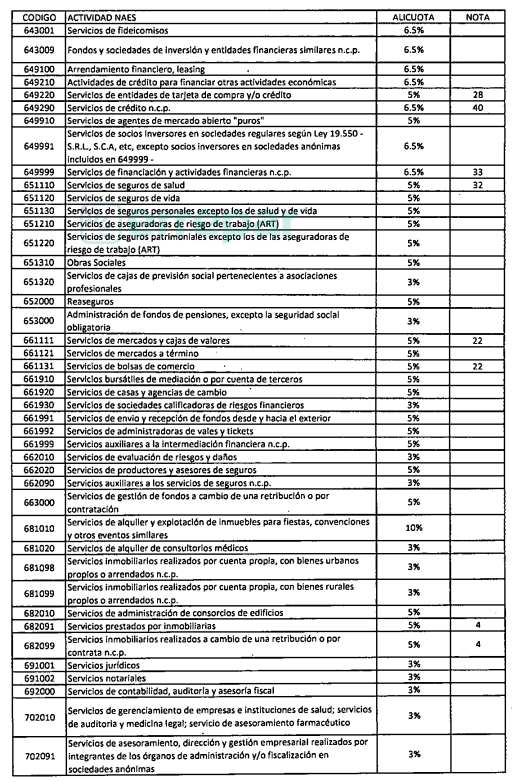 CODIGO ACTIVIDAD NAES ALICUOTA NOTA
643001 Servicios de fideicomisos 6.5%
643009 Fondos y sociedades de inversión y entidades financieras similares n.c.p. 6.5%
649100 Arrendamiento financiero, leasing 6.5%
649210 Actividades de crédito para financiar otras actividades económicas 6.5%
649220 Servicios de entidades de tarjeta de compra y/o crédito 5% 28
649290 Servicios de crédito n.c.p. 6.5% 40
649910 Servicios de agentes de mercado abierto "puros" 5%
Servicios de socios inversores en sociedades regulares según Ley 19.550 -
649991 S.R.L., S.C.A, etc, excepto socios inversores en sociedades anónimas 6.5%
incluidos en 649999 -
649999 Servicios de financiación y actividades financieras n.c.p. 6.5% 33
651110 Servicios de seguros de salud 5% 32
651120 Servicios de seguros de vida 5%
651130 Servicios de seguros personales excepto los de salud y de vida 5%
651210 Servicios de aseguradoras de riesgo de trabajo (ART) 5%
651220 Servicios de seguros patrimoniales excepto los de las aseguradoras de 5%
riesgo de trabajo (ART)
651310 Obras Sociales 5%
651320 Servicios de cajas de previsión social pertenecientes a asociaciones 3%
profesionales
652000 Reaseguros 5%
653000 Administración de fondos de pensiones, excepto la seguridad social 3%
obligatoria
661111 Servicios de mercados y cajas de valores 5% 22
661121 Servicios de mercados a término 5%
661131 Servicios de bolsas de comercio 5% 22
661910 Servicios bursátiles de mediación o por cuenta de terceros 5%
661920 Servicios de casas y agencias de cambio 5%
661930 Servicios de sociedades calificadoras de riesgos financieros 3%
661991 Servicios de envio y recepción de fondos desde y hacia el exterior 5%
661992 Servicios de administradoras de vales y tickets 5%
661999 Servicios auxiliares a la intermediación financiera n.c.p. 5%
662010 Servicios de evaluación de riesgos y daños 3%
662020 Servicios de productores y asesores de seguros 5%
662090 Servicios auxiliares a los servicios de seguros n.c.p. 3%
663000 Servicios de gestión de fondos a cambio de una retribución o por 5%
contratación
681010 Servicios de alquiler y explotación de inmuebles para fiestas, convenciones 10%
y otros eventos similares
681020 Servicios de alquiler de consultorios médicos 3%
681098 Servicios inmobiliarios realizados por cuenta propia, con bienes urbanos 3%
propios o arrendados n.c.p.
681099 Servicios inmobiliarios realizados por cuenta propia, con bienes rurales 3%
propios o arrendados n.c.p.
682010 Servicios de administración de consorcios de edificios 5%
682091 Servicios prestados por inmobiliarias 5% 4
682099 Servicios inmobiliarios realizados a cambio de una retribución o por 5% 4
contrata n.c.p.
691001 Servicios jurídicos 3%
691002 Servicios notariales 3%
692000 Servicios de contabilidad, auditoría y asesoría fiscal 3%
702010 Servicios de gerenciamiento de empresas e instituciones de salud; servicios 3%
de auditoria y medicina legal; servicio de asesoramiento farmacéutico
Servicios de asesoramiento, dirección y gestión empresarial realizados por
702091 integrantes de los órganos de administración y/o fiscalización en 3%
sociedades anónimas